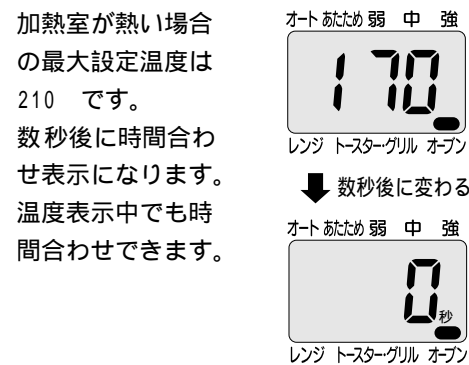 加熱室が熱い場合
の最大設定温度は
210 です。
数秒後に時間合わ
せ表示になります。
温度表示中でも時
間合わせできます。
オート あたため 弱 中 強
170
レンジ トースター・グリル オーブン
数秒後に変わる
オート あたため 弱 中 強
0秒
レンジ トースター・グリル オーブン